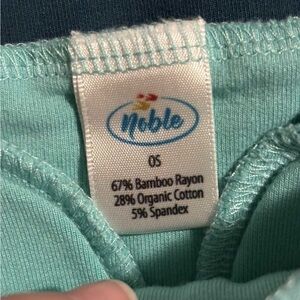 Noble
OS
67% Bamboo Rayon
28% Organic Cotton
5% Spandex